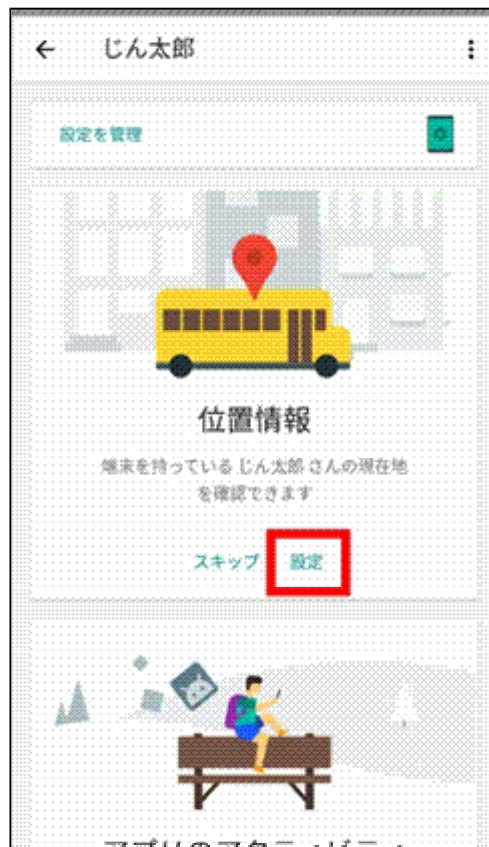 じん太郎
設定を管理
位置情報
端末を持っている じん太郎 さんの現在地
を確認できます
スキップ
設定